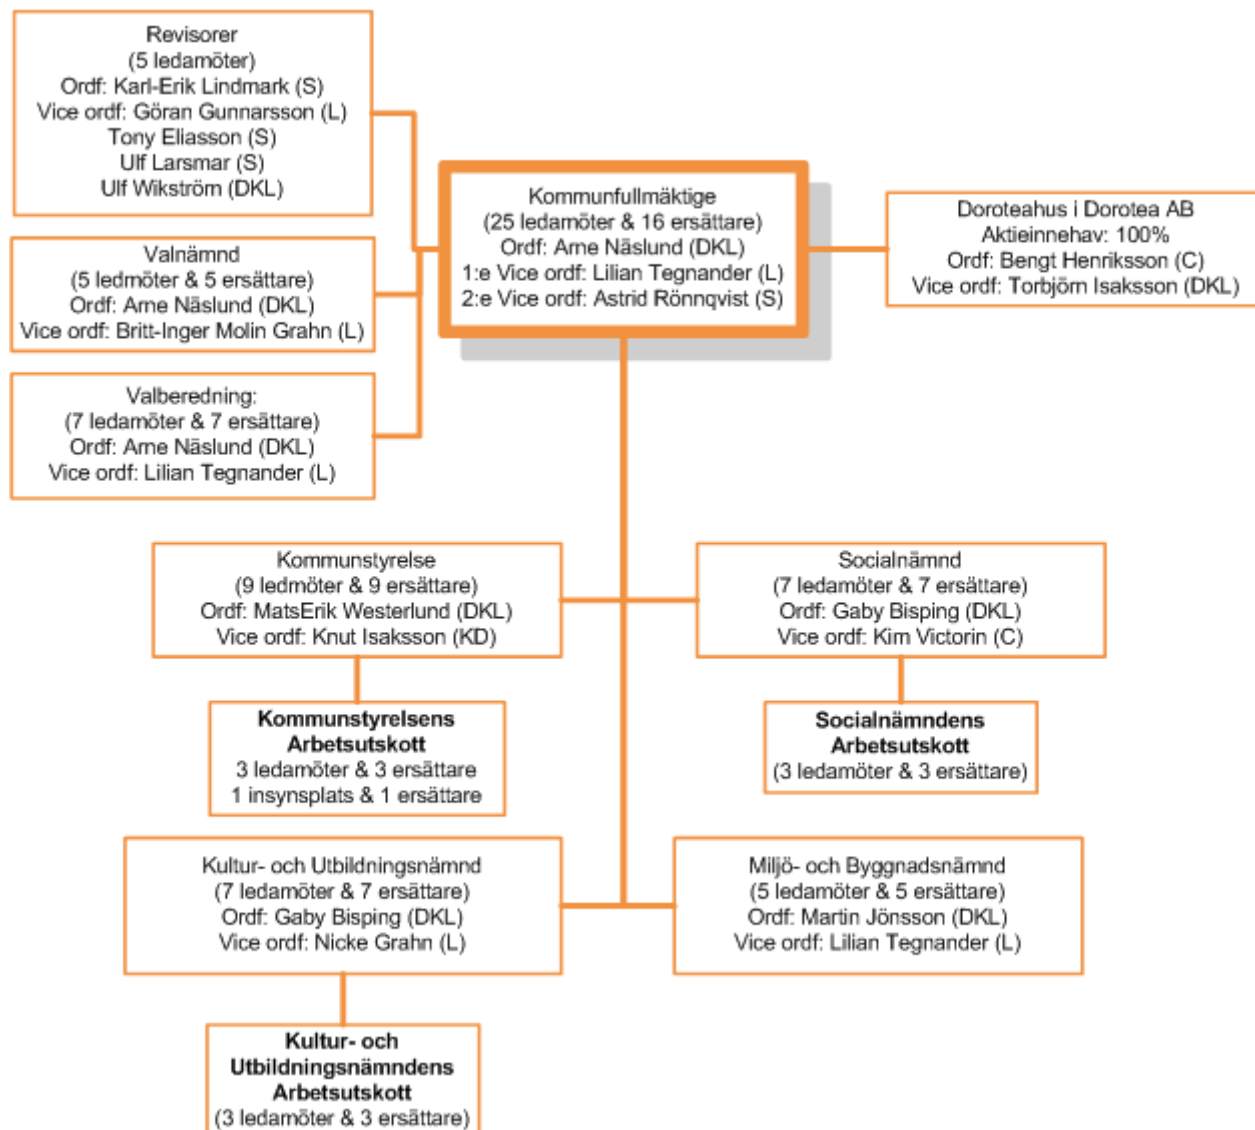 Revisorer
(5 ledamöter)
Ordf: Karl-Erik Lindmark (S)
Vice ordf: Göran Gunnarsson (L)
Tony Eliasson (S)
Ulf Larsmar (S)
Ulf Wikström (DKL)
Valnämnd
(5 ledmöter & 5 ersättare)
Ordf: Arne Näslund (DKL)
Vice ordf: Britt-Inger Molin Grahn (L)
Valberedning:
(7 ledamöter & 7 ersättare)
Ordf: Arne Näslund (DKL)
Vice ordf: Lilian Tegnander (L)
Kommunfullmäktige
(25 ledamöter & 16 ersättare)
Ordf: Arne Näslund (DKL)
1:e Vice ordf: Lilian Tegnander (L)
2:e Vice ordf: Astrid Rönnqvist (S)
Doroteahus i Dorotea AB
Aktieinnehav: 100%
Ordf: Bengt Henriksson (C)
Vice ordf: Torbjörn Isaksson (DKL)
Kommunstyrelse
(9 ledmöter & 9 ersättare)
Ordf: MatsErik Westerlund (DKL)
Vice ordf: Knut Isaksson (KD)
Socialnämnd
(7 ledamöter & 7 ersättare)
Ordf: Gaby Bisping (DKL)
Vice ordf: Kim Victorin (C)
Kommunstyrelsens
Arbetsutskott
3 ledamöter & 3 ersättare
1 insynsplats & 1 ersättare
Socialnämndens
Arbetsutskott
(3 ledamöter & 3 ersättare)
Kultur- och Utbildningsnämnd
(7 ledamöter & 7 ersättare)
Ordf: Gaby Bisping (DKL)
Vice ordf: Nicke Grahn (L)
Miljö- och Byggnadsnämnd
(5 ledamöter & 5 ersättare)
Ordf: Martin Jönsson (DKL)
Vice ordf: Lilian Tegnander (L)
Kultur- och
Utbildningsnämndens
Arbetsutskott
(3 ledamöter & 3 ersättare)